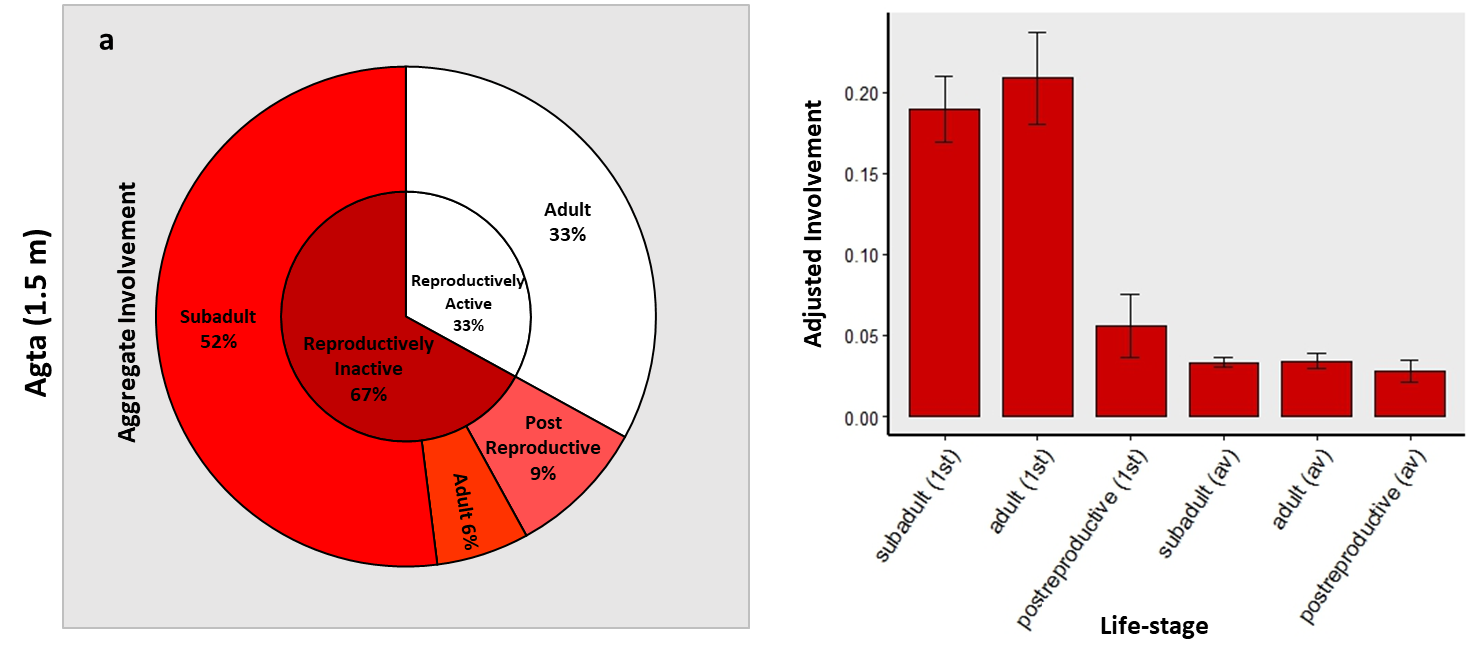 a
Agta (1.5 m)
Aggregate Involvement
Adult
33%
Reproductively
Active
33%
Subadult
52%
Reproductively
Inactive
67%
Post
Reproductive
9%
Adult 6%
Adjusted Involvement
0.20
0.15
0.10
0.05
0.00
subadult (1st)
adult (1st)
postreproductive (1st)
subadult (av)
adult (av)
postreproductive (av)
Life-stage